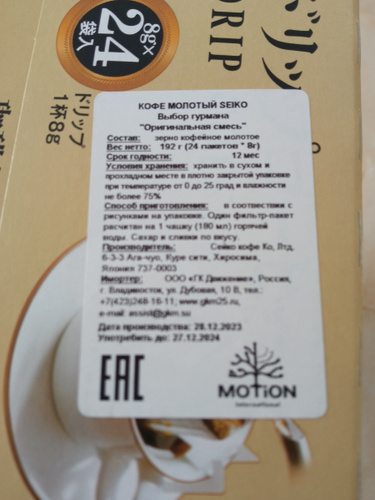 8g×
24
袋入
ドリッ
DRIP
ドリップ
1杯8g
КОФЕ МОЛОТЫЙ SEIKO
Выбор гурмана
"Оригинальная смесь"
Состав: зерно кофейное молотое
Вес нетто: 192 г (24 пакетов * 8г)
Срок годности: 12 мес
Условия хранения: хранить в сухом и
прохладном месте в плотно закрытой упаковке
при температуре от 0 до 25 град и влажности
не более 75%
Способ приготовления: в соответствии с
рисунками на упаковке. Один фильтр-пакет
расчитан на 1 чашку (180 мл) горячей
воды. Сахар и сливки по вкусу.
Производитель: Сейко кофе Ко, Лтд,
6-3-3 Ага-чуо, Куре сити, Хиросима,
Япония 737-0003
Импортер: ООО «ГК Движение», Россия,
г. Владивосток, ул. Дубовая, 10 В, тел.:
+7(423)248-16-11; www.gkm25.ru,
e-mail: assist@gkm.su
Дата производства: 28.12.2023
Употребить до: 27.12.2024
EAC
MOTiON
International